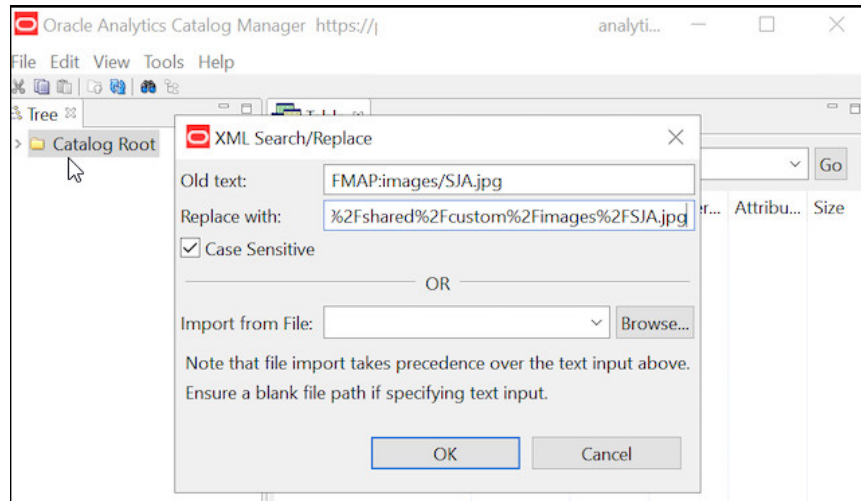 Oracle Analytics Catalog Manager https:// analyti...
File Edit View Tools Help
Tree
XML Search/Replace
Catalog Root
Old text: FMAP:images/SJA.jpg
Go
Replace with: %2Fshared%2Fcustom%2Fimages%2FSJA.jpg
Attribu... Size
Case Sensitive
OR
Import from File: Browse...
Note that file import takes precedence over the text input above.
Ensure a blank file path if specifying text input.
OK Cancel